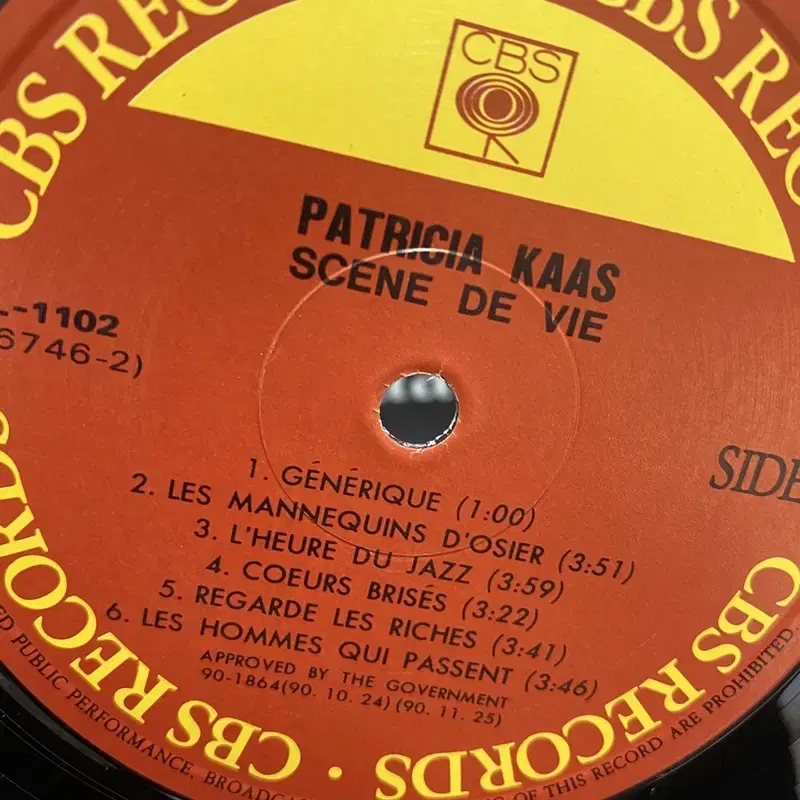 CBS RECORDS
CBS
PATRICIA KAAS
SCENE DE VIE
-1102
6746-2)
SIDE
1. GÉNÉRIQUE (1:00)
2. LES MANNEQUINS D'OSIER (3:51)
3. L'HEURE DU JAZZ (3:59)
4. COEURS BRISÉS (3:22)
5. REGARDE LES RICHES (3:41)
6. LES HOMMES QUI PASSENT (3:46)
APPROVED BY THE GOVERNMENT
90-1864(90. 10. 24)(90. 11. 25)
CBS RECORDS · CBS RECORDS
PUBLIC PERFORMANCE, BROADC
OF THIS RECORD ARE PROHIBITED.